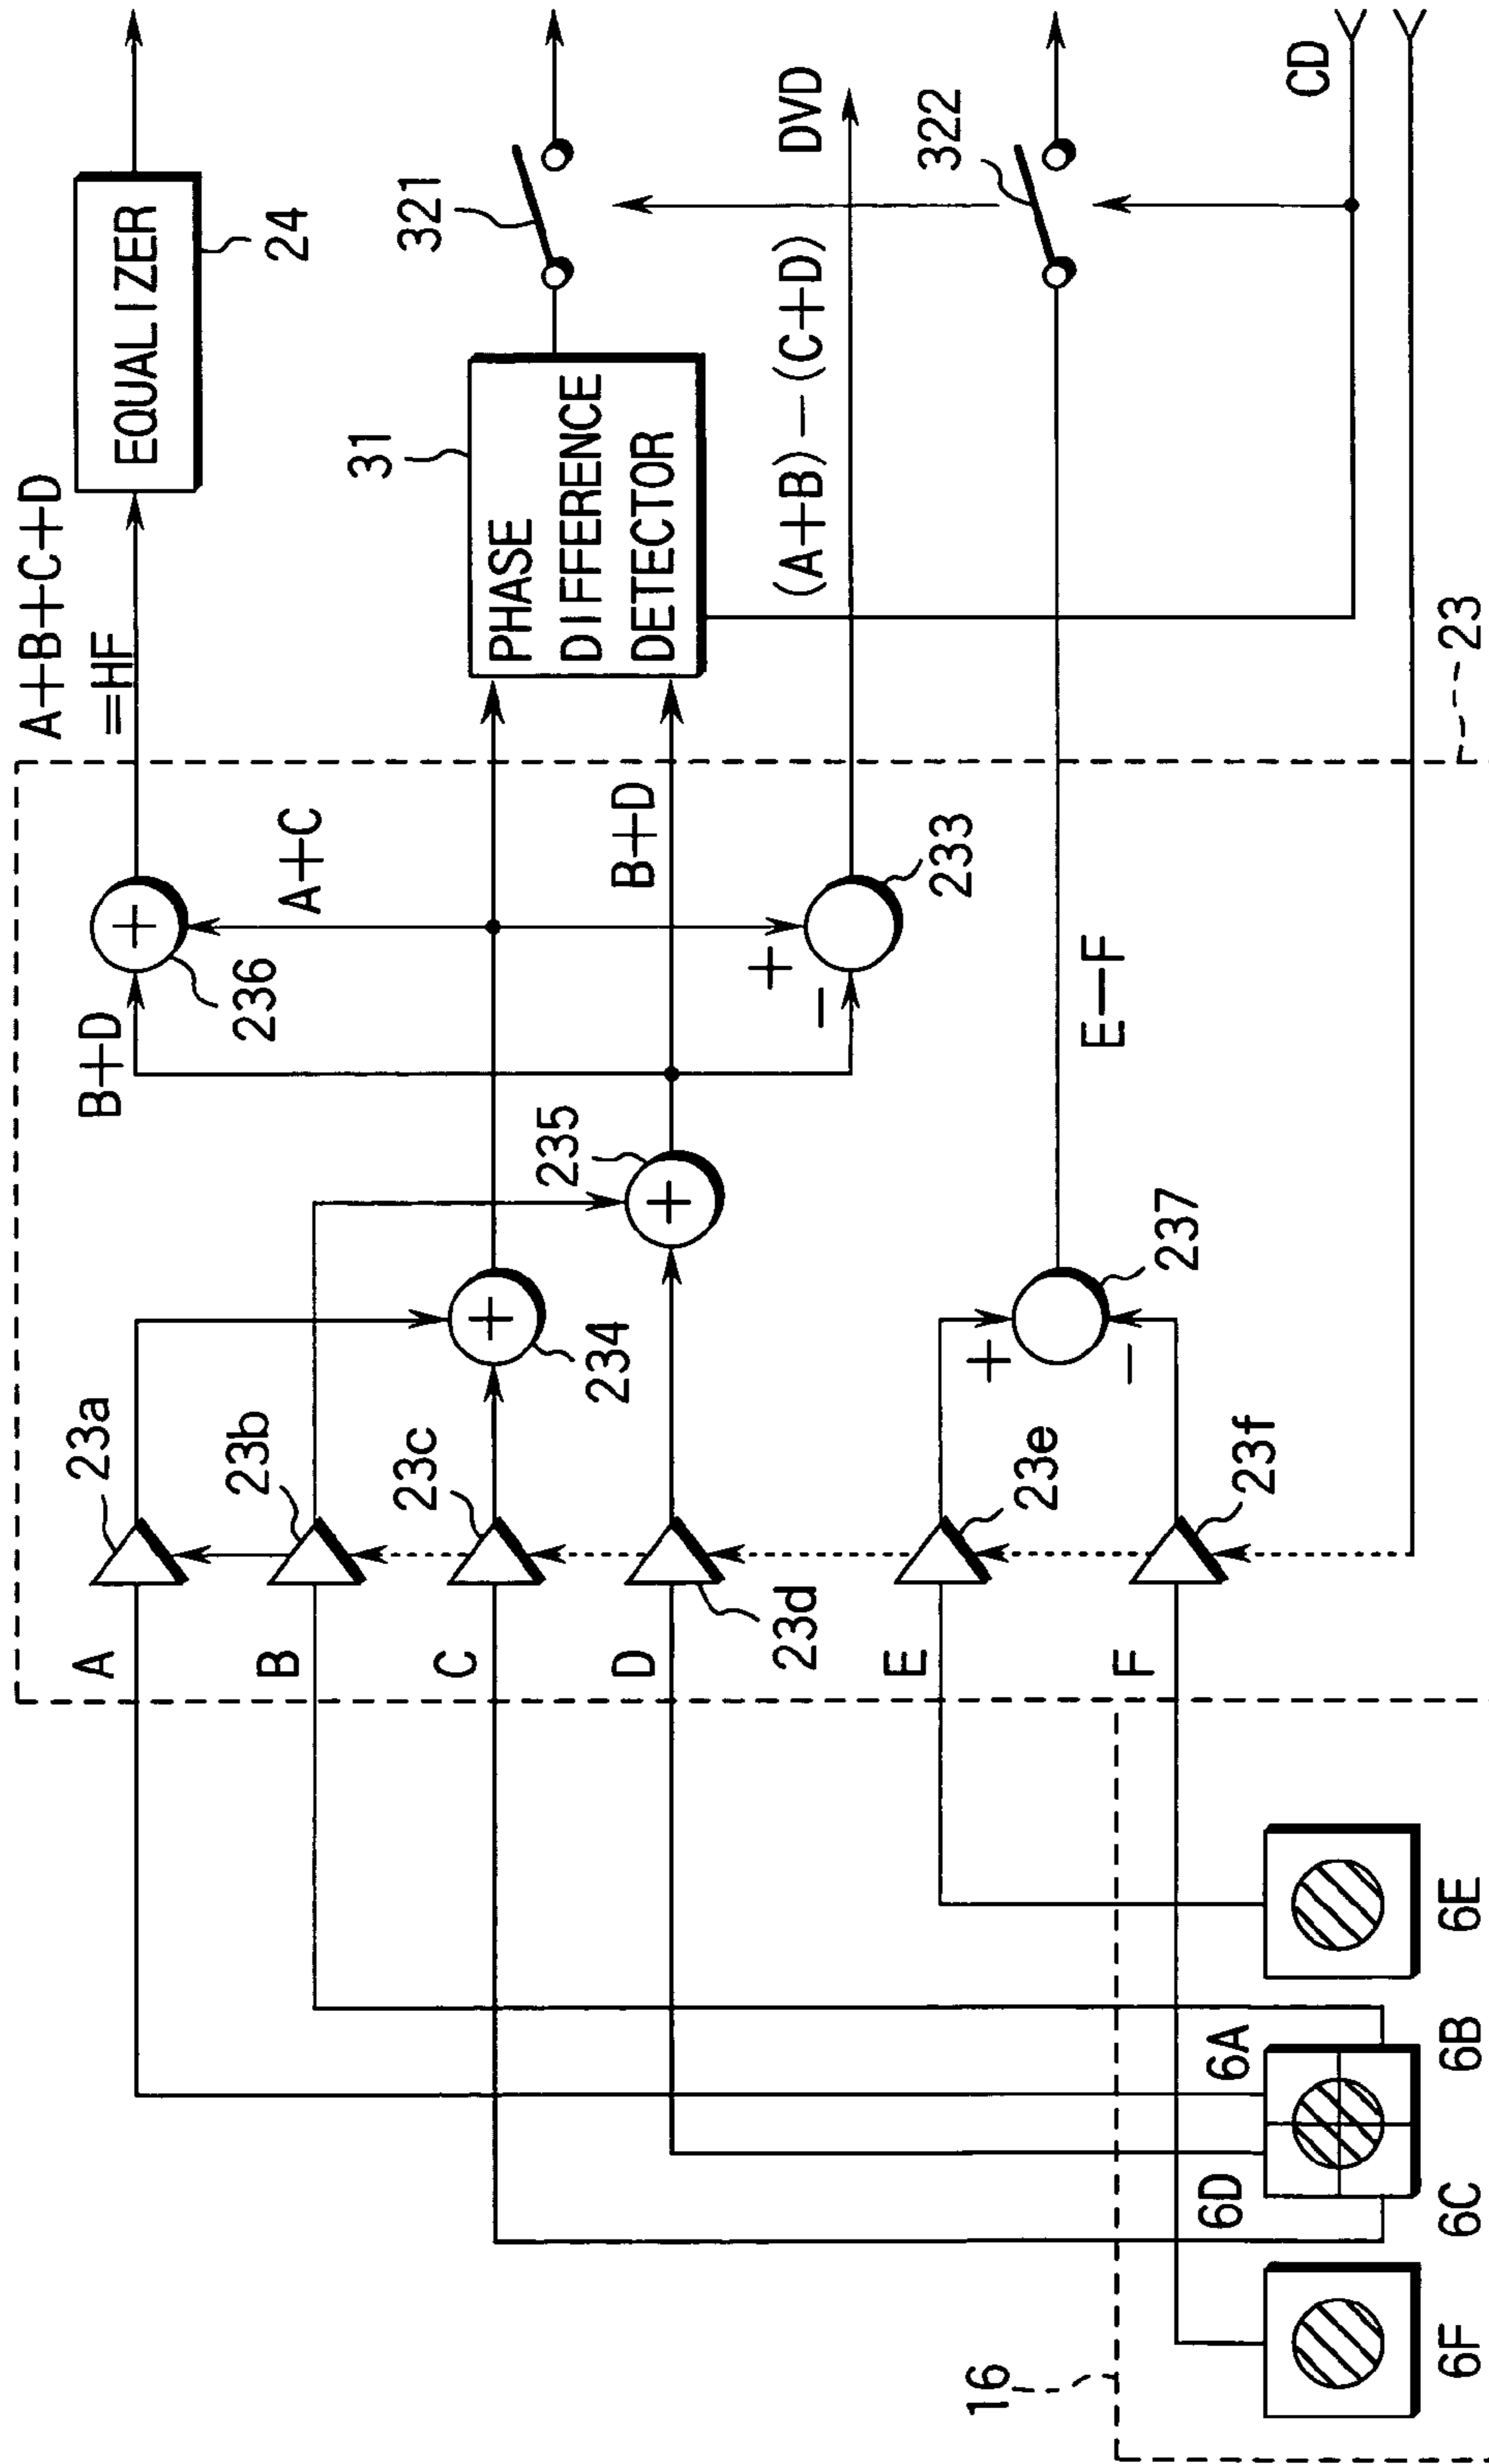 A+B+C+D
=HF
EQUALIZER
24
B+D
236
A+C
31
PHASE
DIFFERENCE
DETECTOR
321
B+D
(A+B)—(C+D)
DVD
322
CD
+
−
233
E—F
23
A
23a
B
23b
C
23c
D
23d
E
23e
F
23f
+
234
+
235
+
−
237
+
16
6F
6D
6A
6C
6B
6E